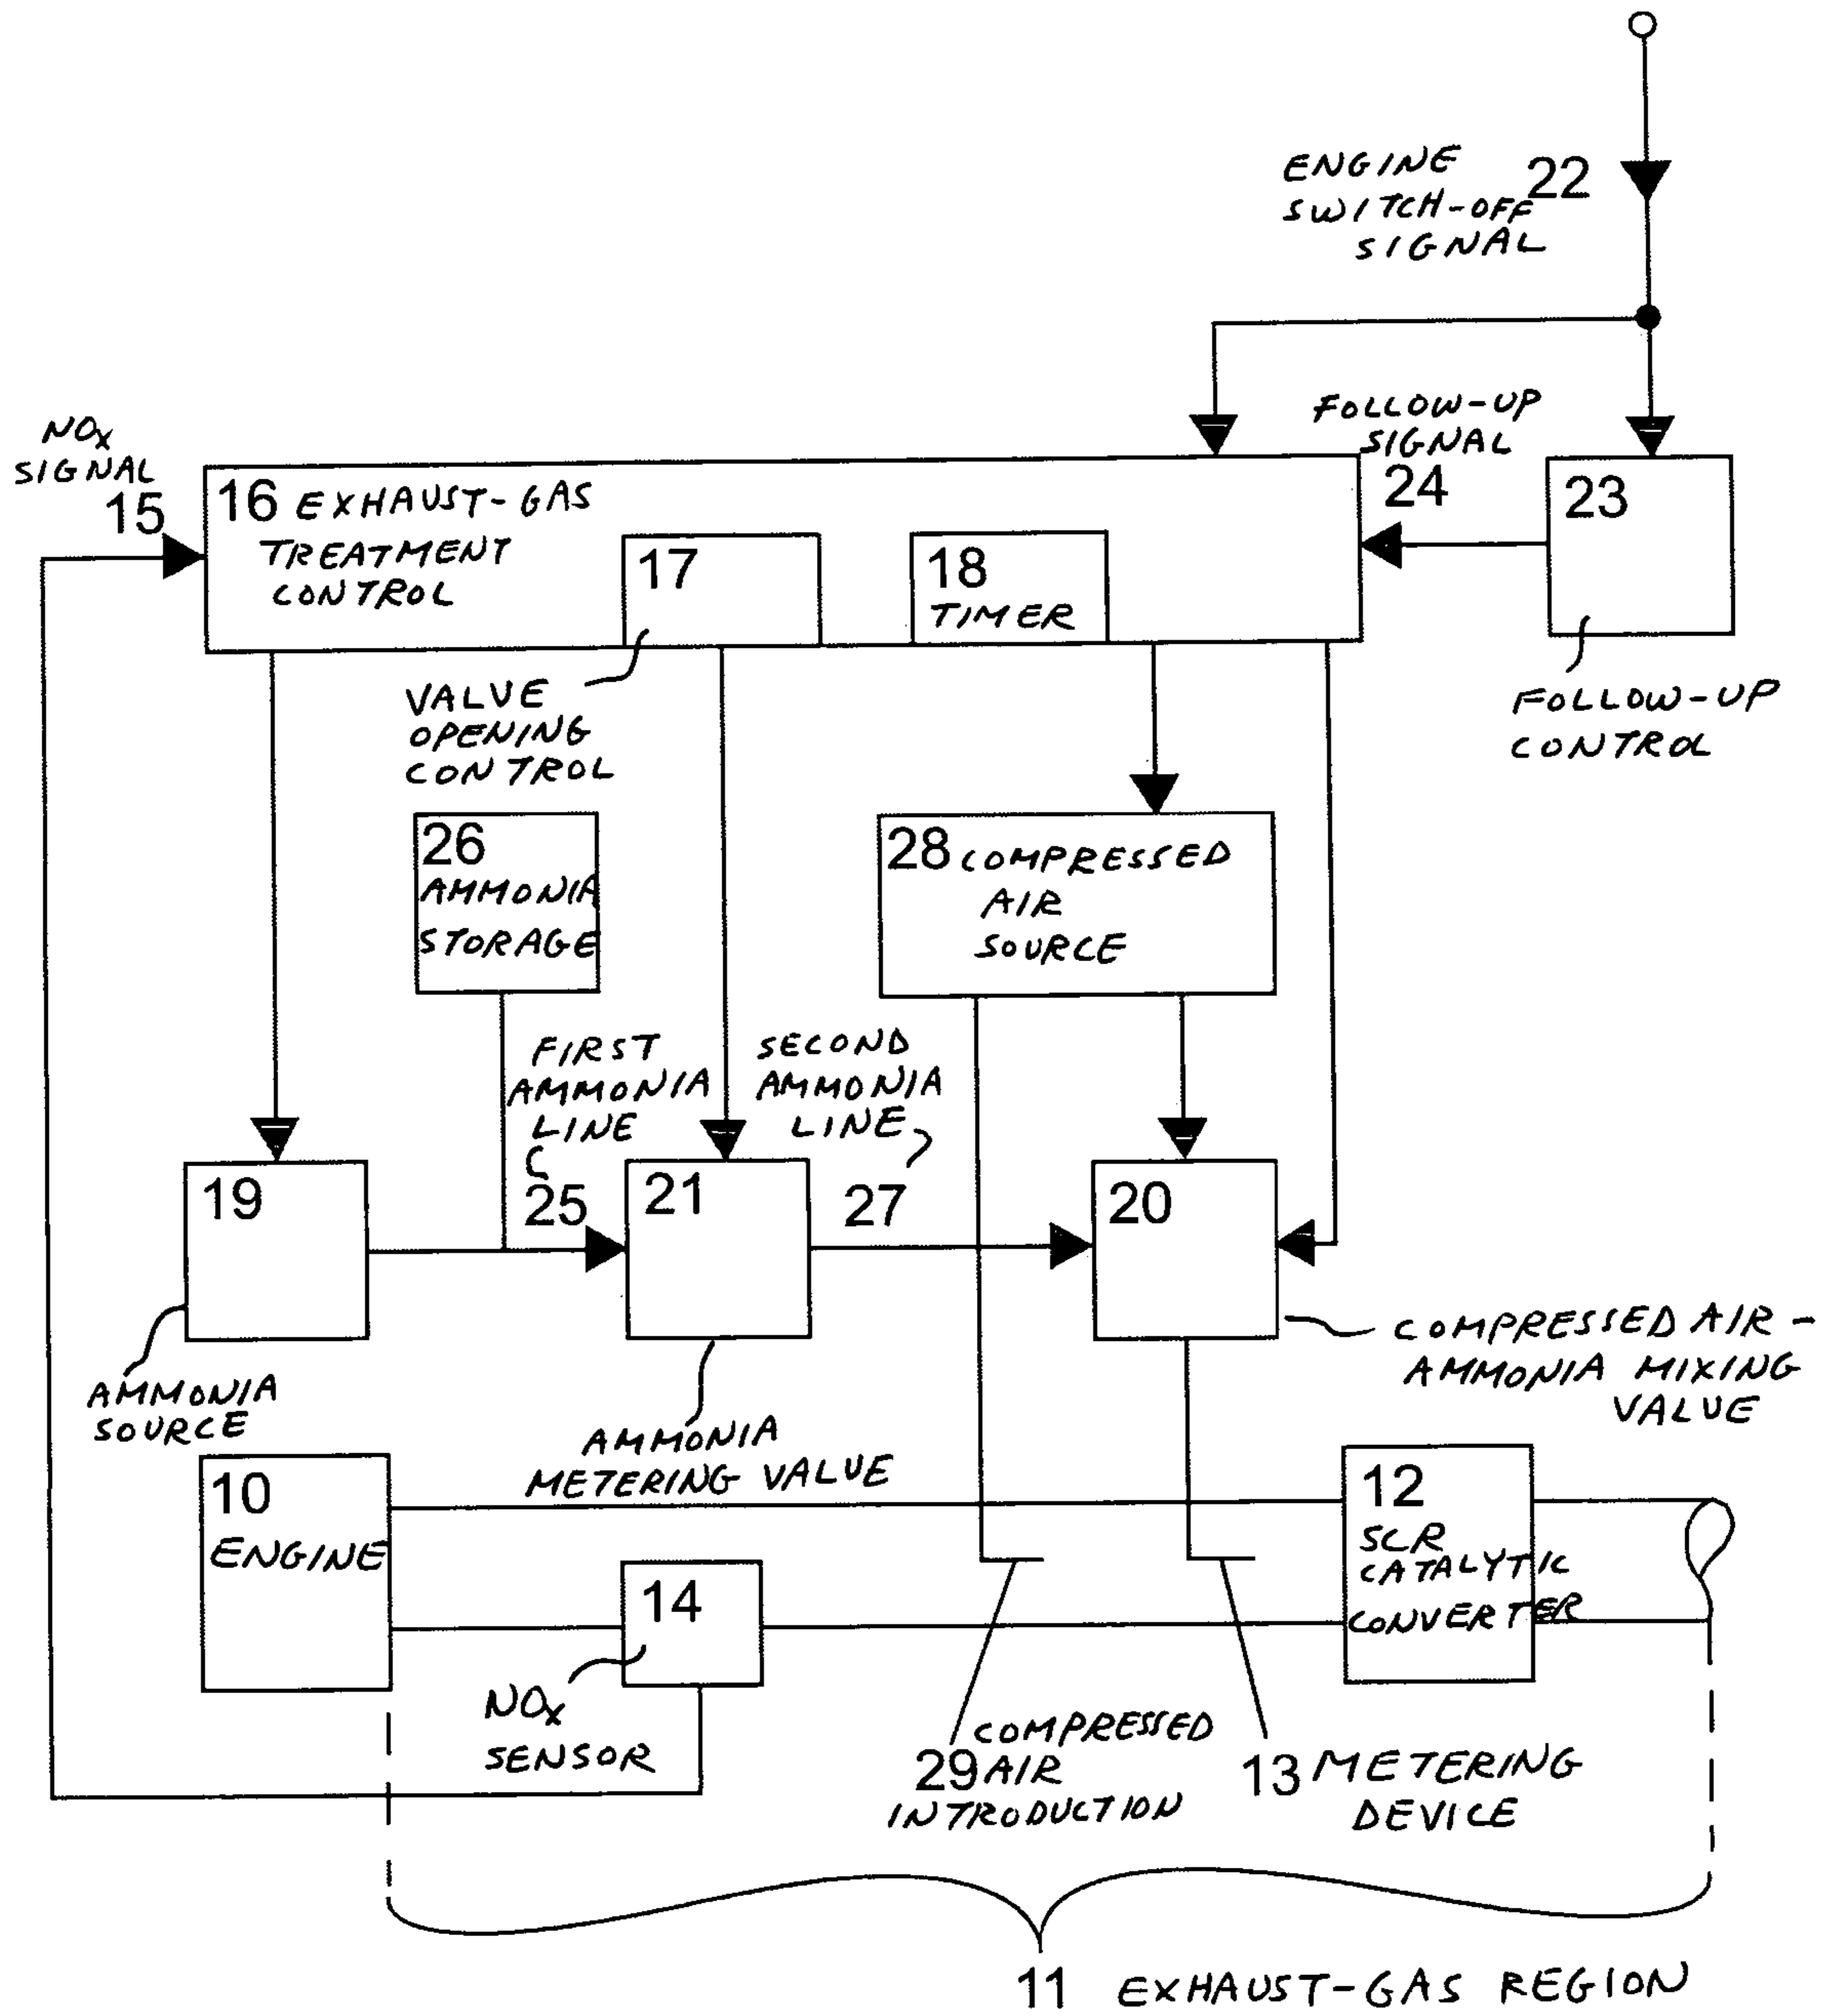 ENGINE 22
SWITCH-OFF
SIGNAL
NOx
SIGNAL
15
FOLLOW-UP
SIGNAL
24
16 EXHAUST-GAS
TREATMENT
CONTROL
17
18
TIMER
23
VALVE
OPENING
CONTROL
FOLLOW-UP
CONTROL
26
AMMONIA
STORAGE
28 COMPRESSED
AIR
SOURCE
FIRST
AMMONIA
LINE
25
SECOND
AMMONIA
LINE
27
19
21
20
AMMONIA
SOURCE
AMMONIA
METERING VALVE
COMPRESSED AIR-
AMMONIA MIXING
VALVE
10
ENGINE
14
12
SCR
CATALYTIC
CONVERTER
NOx
SENSOR
COMPRESSED
29 AIR
INTRODUCTION
13 METERING
DEVICE
11 EXHAUST-GAS REGION